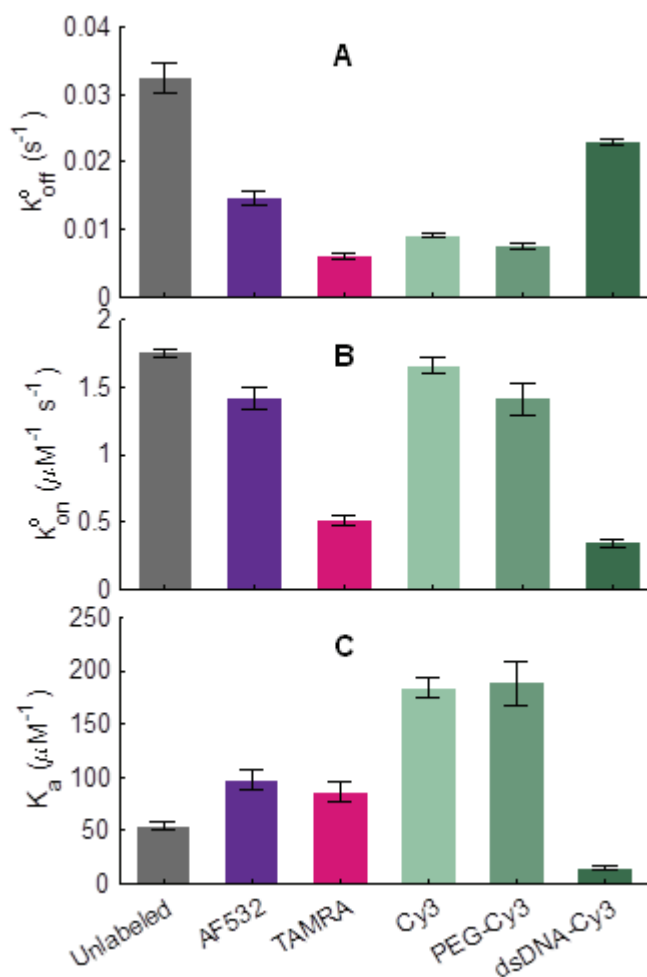 A
0.04
0.03
0.02
0.01
0
K°off (s⁻¹)
B
2
1.5
1
0.5
0
K°on (μM⁻¹ s⁻¹)
C
250
200
150
100
50
0
Ka (μM⁻¹)
Unlabeled
AF532
TAMRA
Cy3
PEG-Cy3
dsDNA-Cy3